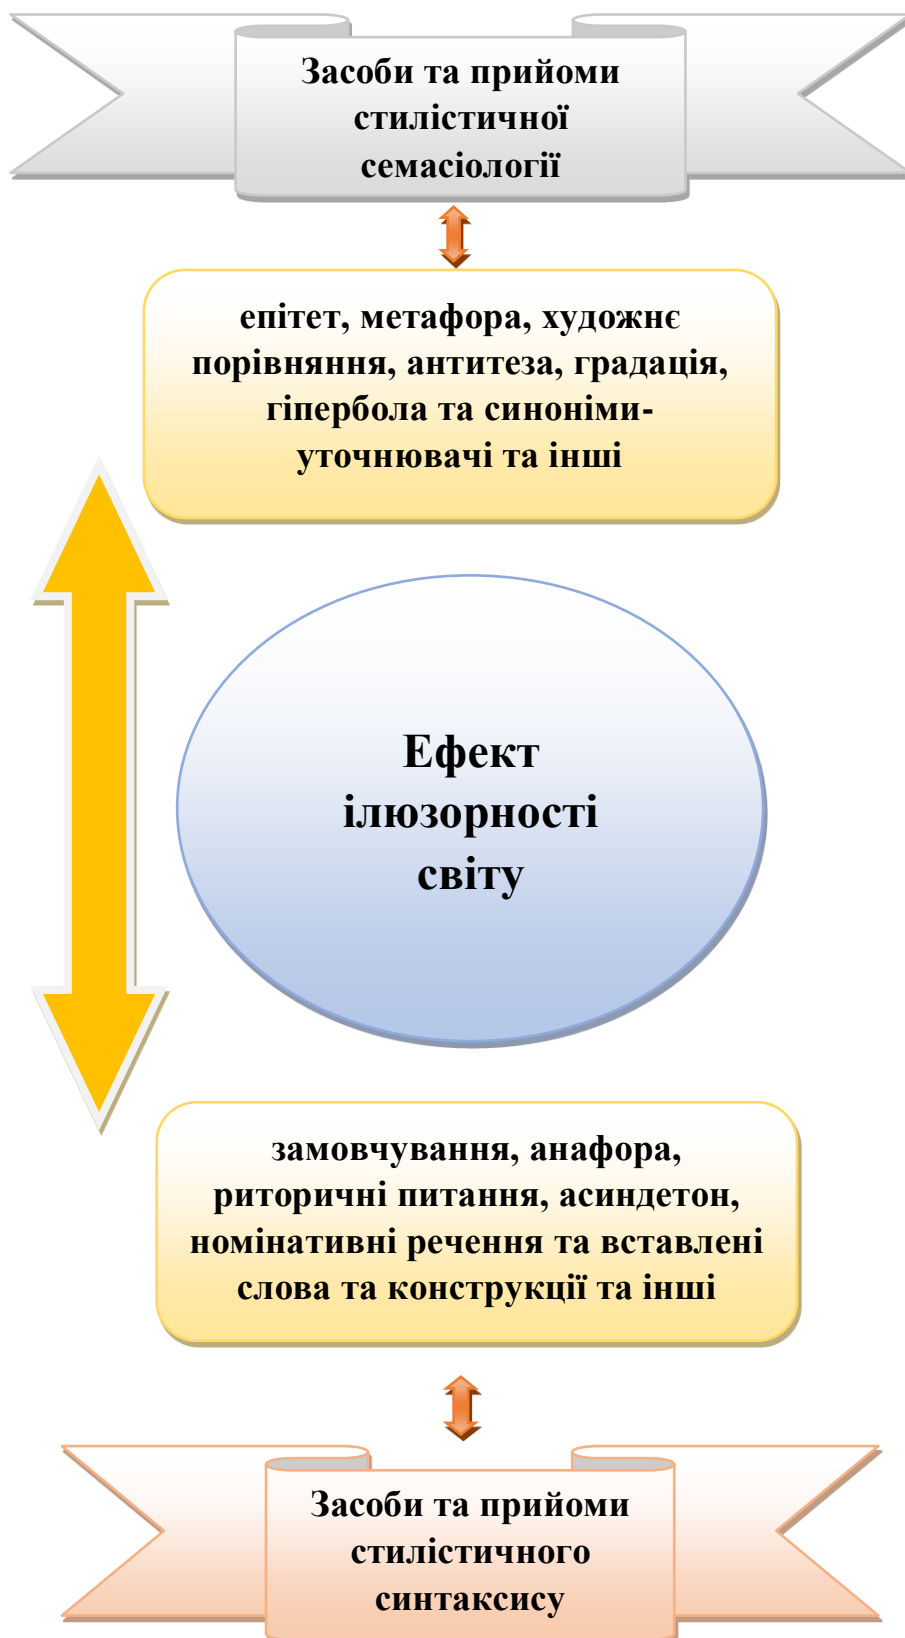 Засоби та прийоми
стилістичної
семасіології
епітет, метафора, художнє
порівняння, антитеза, градація,
гіпербола та синоніми-
уточнювачі та інші
Ефект
ілюзорності
світу
замовчування, анафора,
риторичні питання, асиндетон,
номінативні речення та вставлені
слова та конструкції та інші
Засоби та прийоми
стилістичного
синтаксису